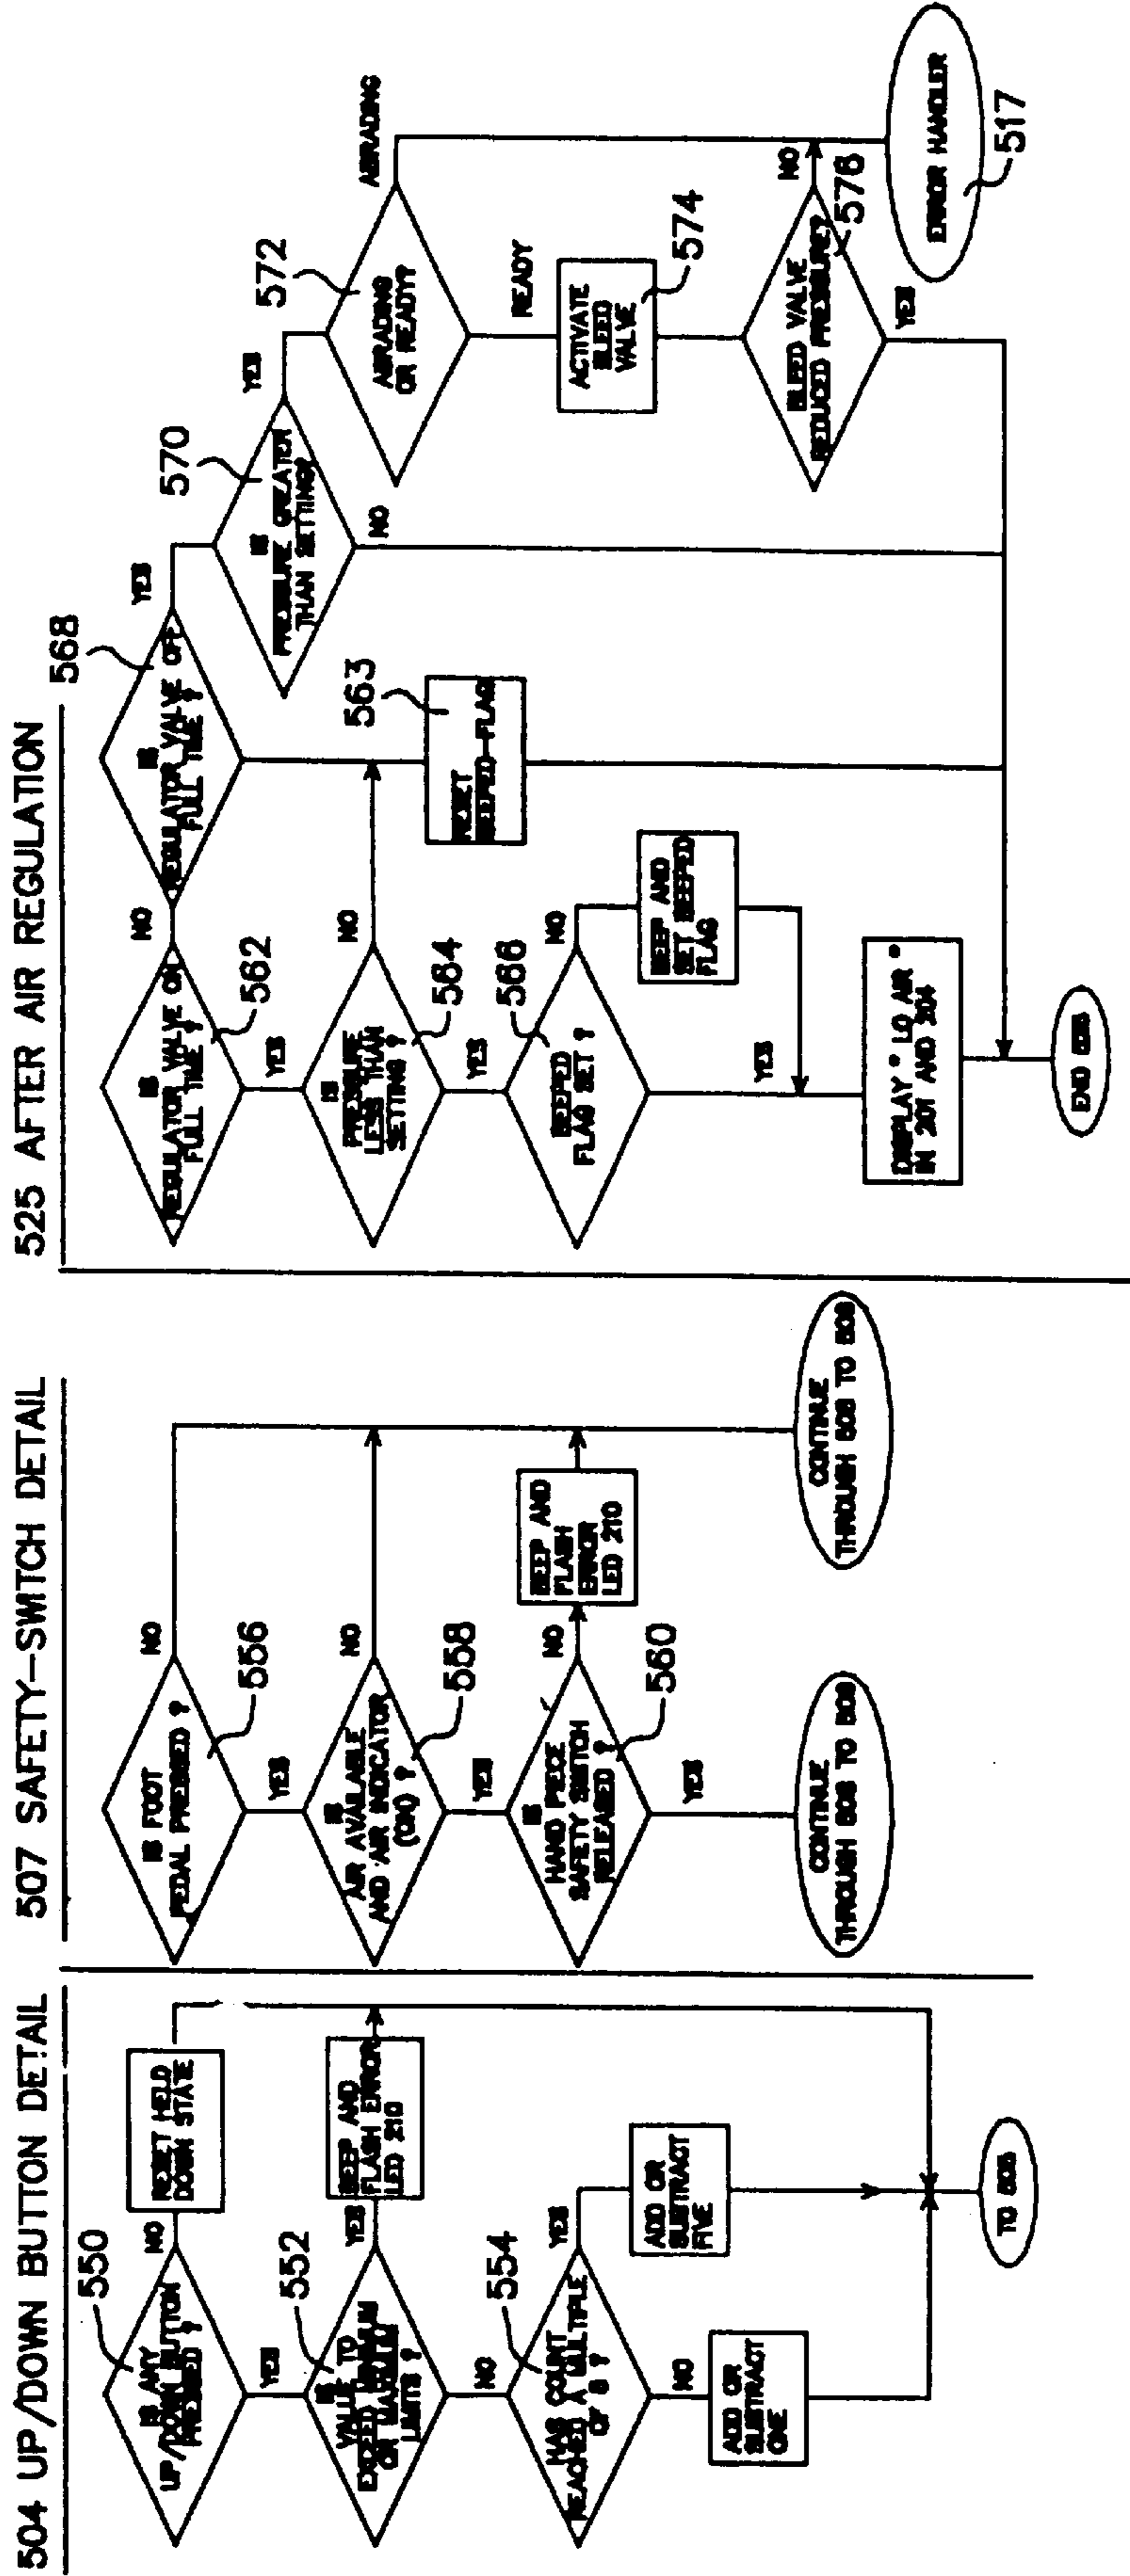 504 UP/DOWN BUTTON DETAIL
550
IS ANY
UP/DOWN BUTTON
PRESSED ?
NO
RESET HELD
DOWN STATE
YES
552
IS
VALUE TO
EXCEED MINIMUM
OR MAXIMUM
LIMITS ?
YES
BEEP AND
FLASH ERROR
LED 210
NO
554
HAS COUNT
REACHED A MULTIPLE
OF 5 ?
YES
ADD OR
SUBTRACT
FIVE
NO
ADD OR
SUBTRACT
ONE
TO
507 SAFETY-SWITCH DETAIL
IS FOOT
PEDAL PRESSED ?
NO
556
YES
IS
AIR AVAILABLE
AND AIR INDICATOR
(ON) ?
NO
558
YES
IS
HAND PIECE
SAFETY SWITCH
RELEASED ?
NO
560
BEEP AND
FLASH
ERROR
LED 210
YES
CONTINUE
THROUGH TO
CONTINUE
THROUGH TO
525 AFTER AIR REGULATION
IS
REGULATOR VALVE ON
FULL TIME ?
NO
562
YES
IS
REGULATOR VALVE OFF
FULL TIME ?
568
YES
IS
PRESSURE GREATER
THAN SETTING?
570
YES
NO
ABRADING
OR READY?
572
ABRADING
READY
ACTIVATE
BLEED
VALVE
574
BLEED VALVE
REDUCED PRESSURE?
NO
576
YES
ERROR HANDLER
517
IS
PRESSURE
LESS THAN
SETTING ?
NO
564
YES
RESET
BEEPED-FLAG
563
BEEPED
FLAG SET ?
566
NO
BEEP AND
SET BEEPED
FLAG
YES
DISPLAY " LO AIR "
IN 201 AND 204
END